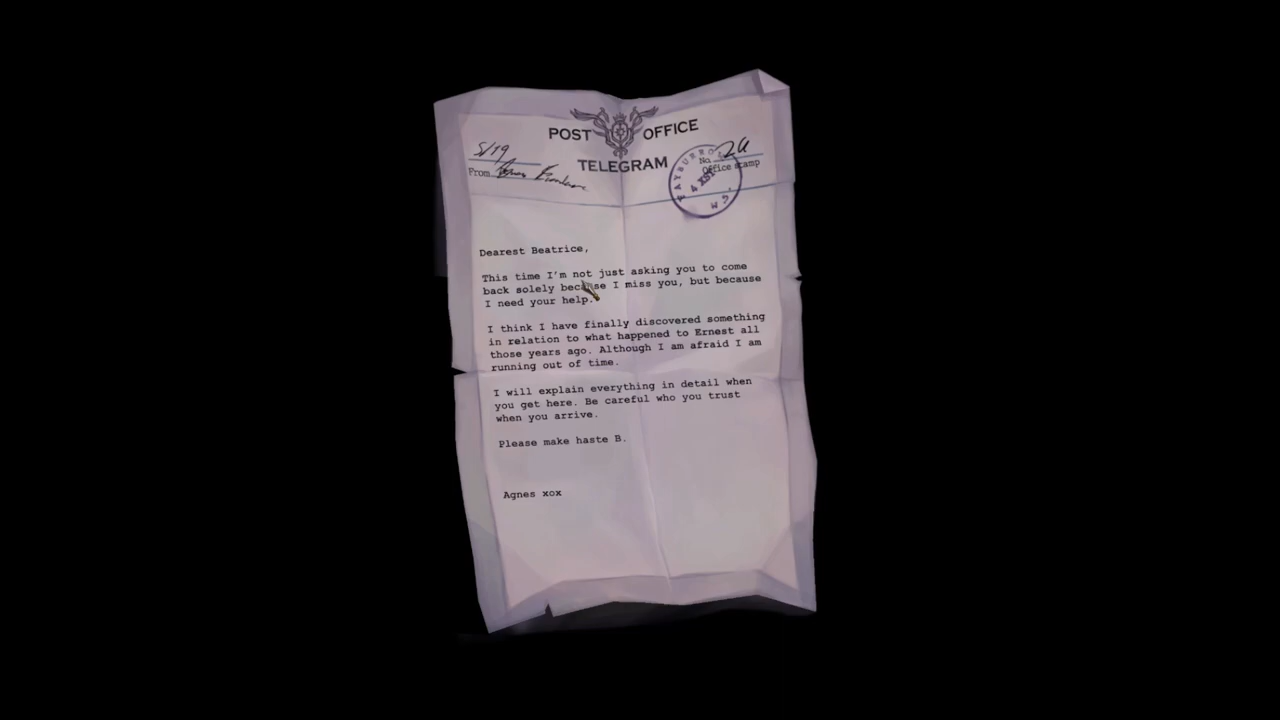 POST OFFICE
TELEGRAM
5/19
No. 26
From
Office stamp
Dearest Beatrice,
This time I'm not just asking you to come
back solely because I miss you, but because
I need your help.
I think I have finally discovered something
in relation to what happened to Ernest all
those years ago. Although I am afraid I am
running out of time.
I will explain everything in detail when
you get here. Be careful who you trust
when you arrive.
Please make haste B.
Agnes xox